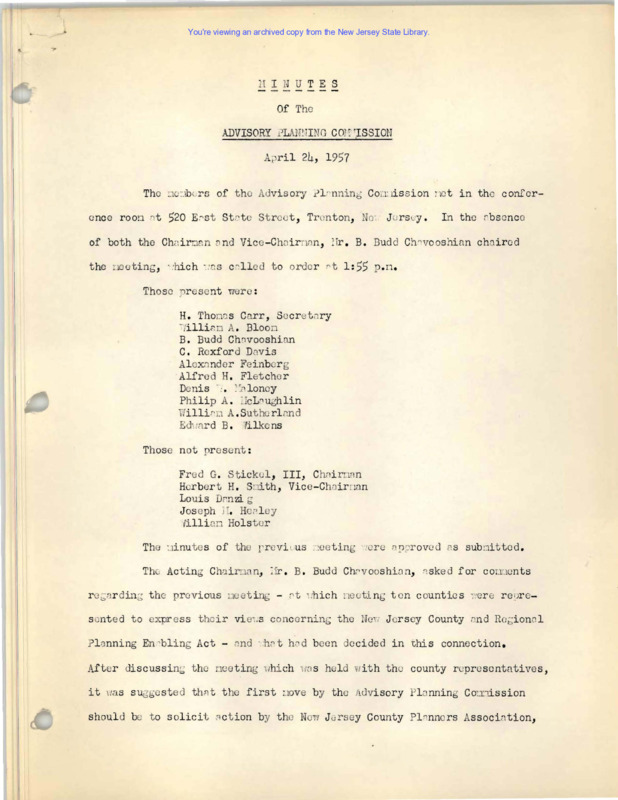 You're viewing an archived copy from the New Jersey State Library.
MINUTES
Of The
ADVISORY PLANNING COMMISSION
April 24, 1957
The members of the Advisory Planning Commission met in the confer-
ence room at 520 East State Street, Trenton, New Jersey. In the absence
of both the Chairman and Vice-Chairman, Mr. B. Budd Chavooshian chaired
the meeting, which was called to order at 1:55 p.m.
Those present were:
H. Thomas Carr, Secretary
William A. Bloom
B. Budd Chavooshian
C. Rexford Davis
Alexander Feinberg
Alfred H. Fletcher
Denis Maloney
Philip A. McLaughlin
William A.Sutherland
Edward B. Wilkens
Those not present:
Fred G. Stickel, III, Chairman
Herbert H. Smith, Vice-Chairman
Louis Danzig
Joseph M. Healey
William Holster
The minutes of the previous meeting were approved as submitted.
The Acting Chairman, Mr. B. Budd Chavooshian, asked for comments
regarding the previous meeting - at which meeting ten counties were repre-
sented to express their views concerning the New Jersey County and Regional
Planning Enabling Act - and what had been decided in this connection.
After discussing the meeting which was held with the county representatives,
it was suggested that the first move by the Advisory Planning Commission
should be to solicit action by the New Jersey County Planners Association,